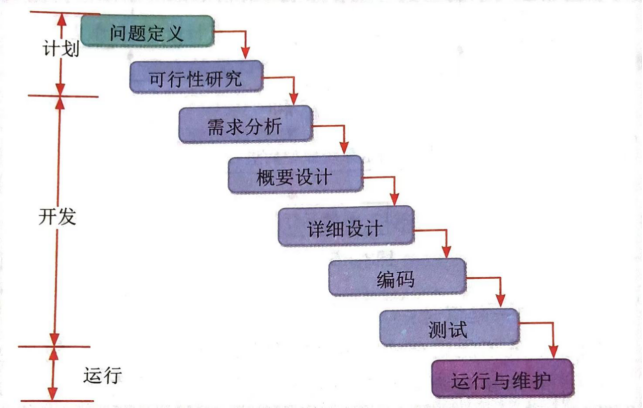 问题定义
计划
可行性研究
需求分析
概要设计
开发
详细设计
编码
测试
运行
运行与维护